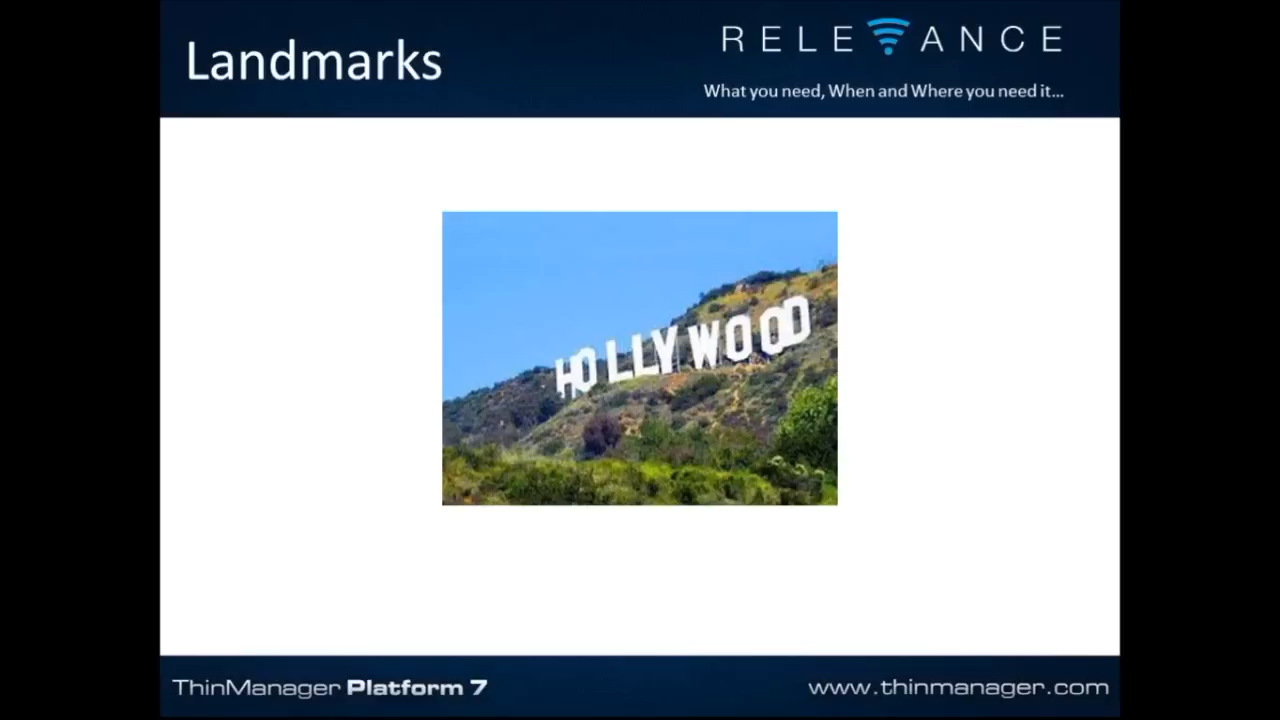 Landmarks
RELEVANCE
What you need, When and Where you need it...
HOLLYWOOD
ThinManager Platform 7
www.thinmanager.com